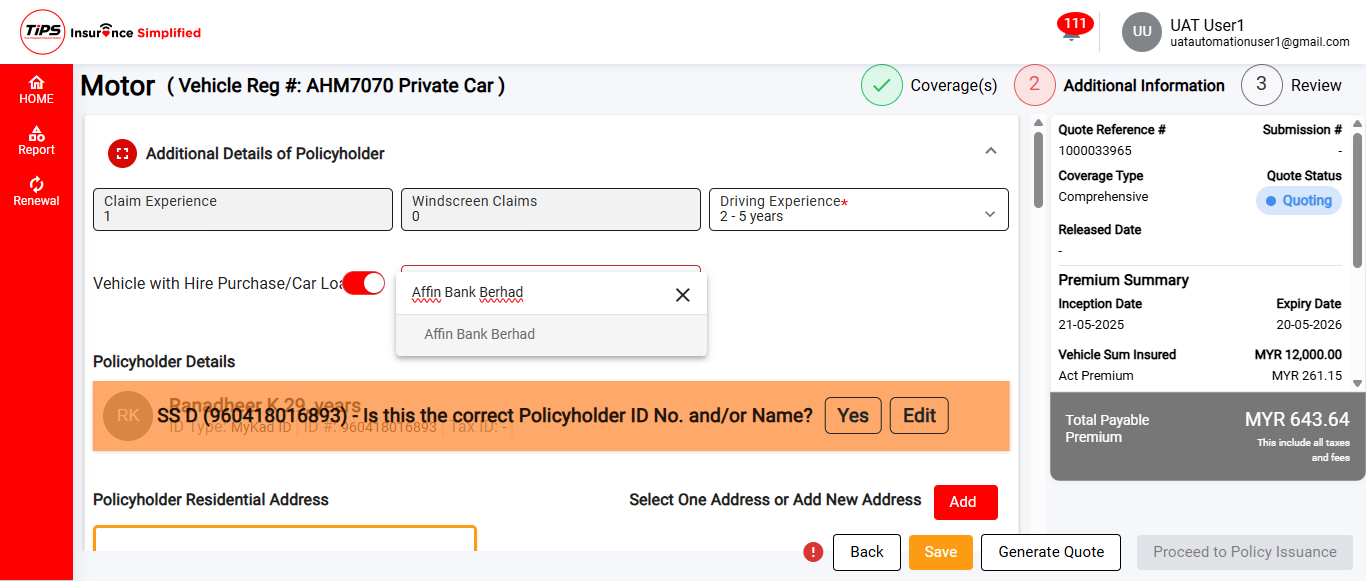 TiPS
Insurance Simplified
111
UU
UAT User1
uatautomationuser1@gmail.com
HOME
Report
Renewal
Motor ( Vehicle Reg #: AHM7070 Private Car )
Coverage(s)
2
Additional Information
3
Review
Additional Details of Policyholder
Claim Experience
1
Windscreen Claims
0
Driving Experience*
2 - 5 years
Vehicle with Hire Purchase/Car Loa
Affin Bank Berhad
Affin Bank Berhad
Policyholder Details
RK
Ranadheer K 29, years
SS D (960418016893) - Is this the correct Policyholder ID No. and/or Name?
Yes
Edit
ID Type: MyKad ID | ID #: 960418016893 | Tax ID: - |
Policyholder Residential Address
Select One Address or Add New Address
Add
!
Back
Save
Generate Quote
Proceed to Policy Issuance
Quote Reference #
Submission #
1000033965
-
Coverage Type
Quote Status
Comprehensive
Quoting
Released Date
-
Premium Summary
Inception Date
Expiry Date
21-05-2025
20-05-2026
Vehicle Sum Insured
MYR 12,000.00
Act Premium
MYR 261.15
Total Payable Premium
MYR 643.64
This include all taxes
and fees